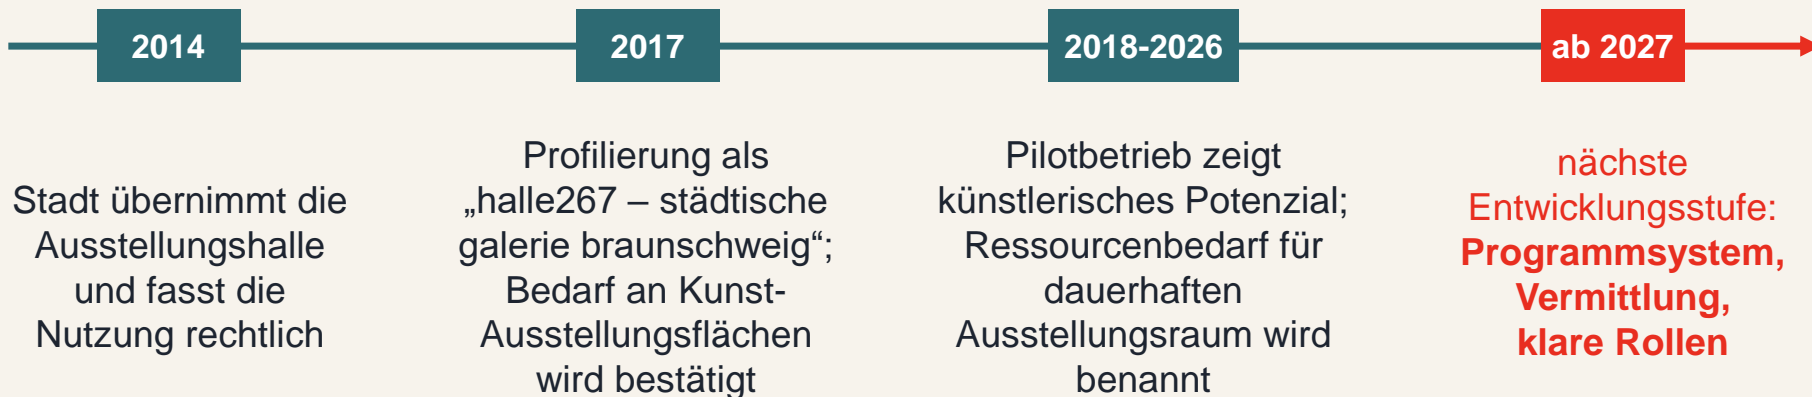 2014
Stadt übernimmt die
Ausstellungshalle
und fasst die
Nutzung rechtlich
2017
Profilierung als
„halle267 – städtische
galerie braunschweig“;
Bedarf an Kunst-
Ausstellungsflächen
wird bestätigt
2018-2026
Pilotbetrieb zeigt
künstlerisches Potenzial;
Ressourcenbedarf für
dauerhaften
Ausstellungsraum wird
benannt
ab 2027
nächste
Entwicklungsstufe:
Programmsystem,
Vermittlung,
klare Rollen